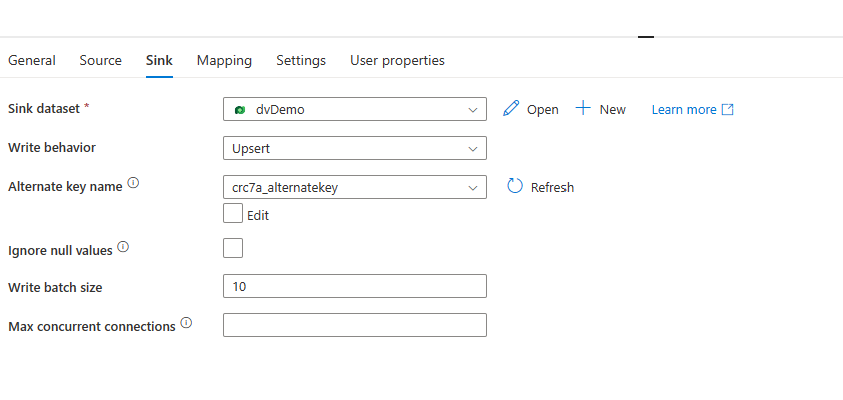 General Source Sink Mapping Settings User properties
Sink dataset * dvDemo Open New Learn more
Write behavior Upsert
Alternate key name crc7a_alternatekey Refresh
Edit
Ignore null values
Write batch size 10
Max concurrent connections